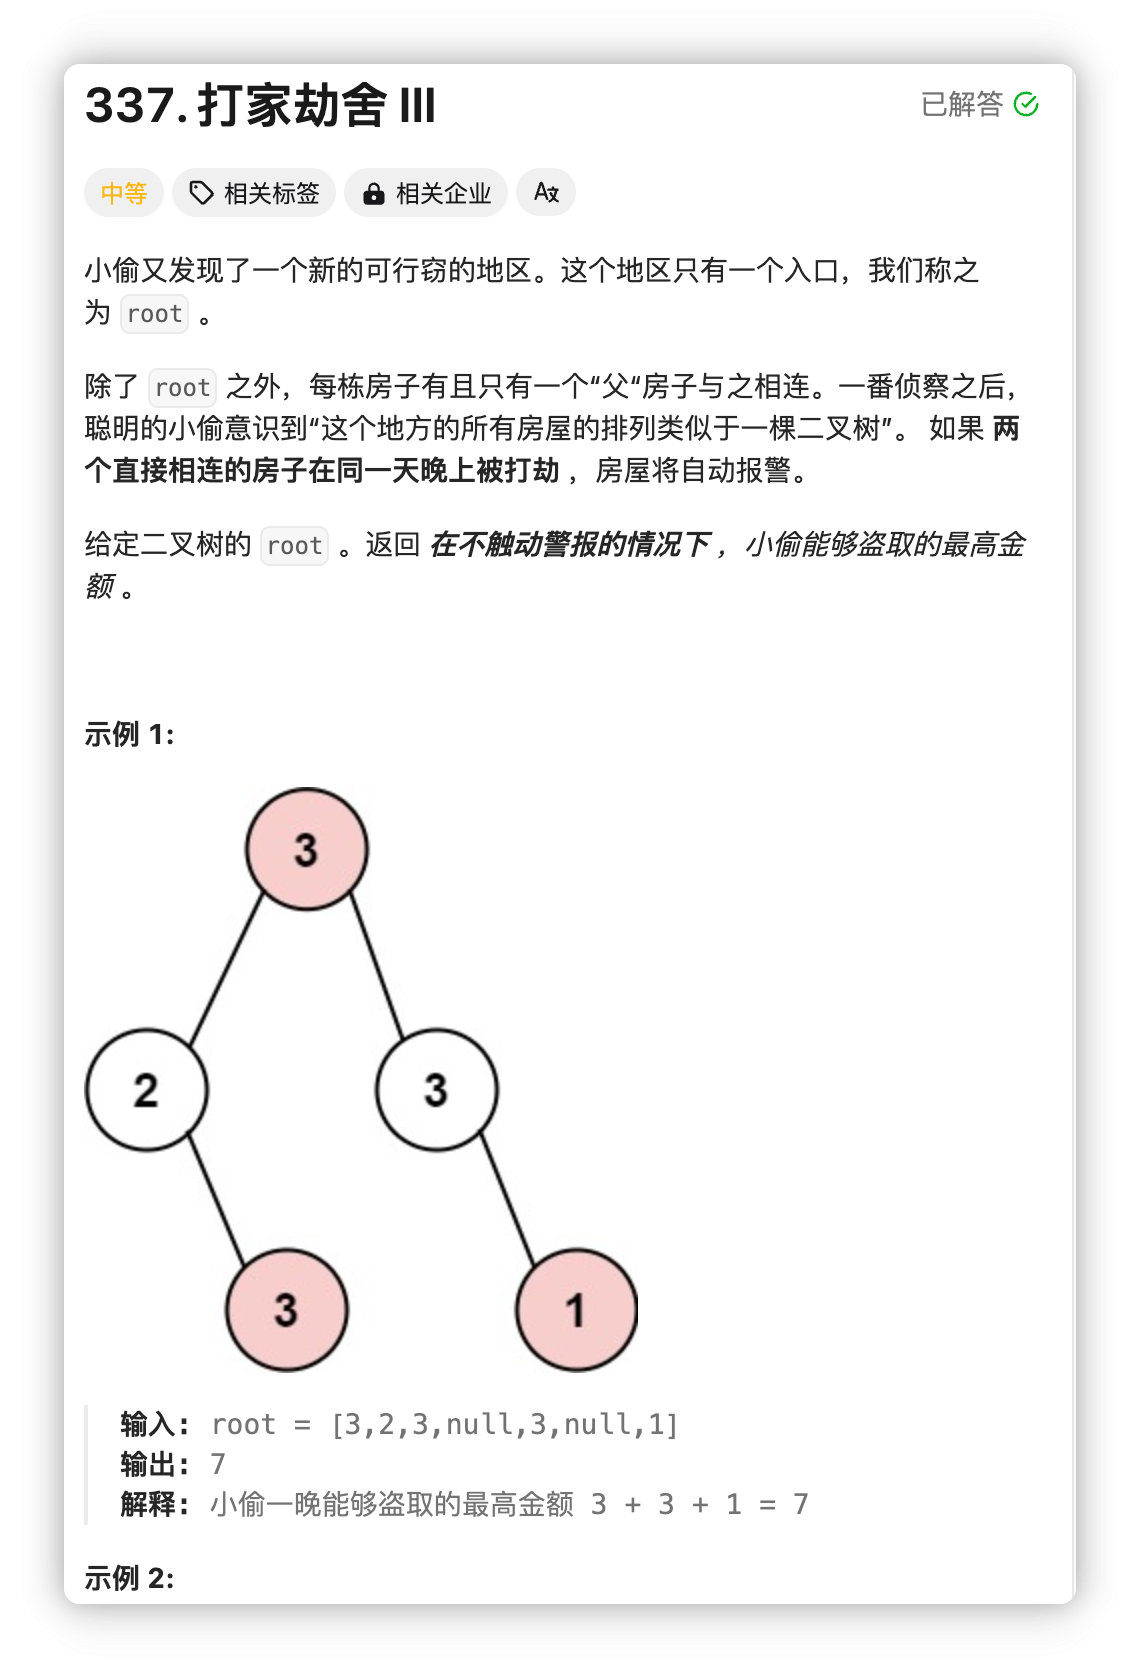 337. 打家劫舍 III
已解答
中等
相关标签
相关企业
小偷又发现了一个新的可行窃的地区。这个地区只有一个入口，我们称之
为 root 。
除了 root 之外，每栋房子有且只有一个“父“房子与之相连。一番侦察之后，
聪明的小偷意识到“这个地方的所有房屋的排列类似于一棵二叉树”。 如果 两
个直接相连的房子在同一天晚上被打劫 ，房屋将自动报警。
给定二叉树的 root 。返回 在不触动警报的情况下 ，小偷能够盗取的最高金
额 。
示例 1:
3
2
3
3
1
输入: root = [3,2,3,null,3,null,1]
输出: 7
解释: 小偷一晚能够盗取的最高金额 3 + 3 + 1 = 7
示例 2: